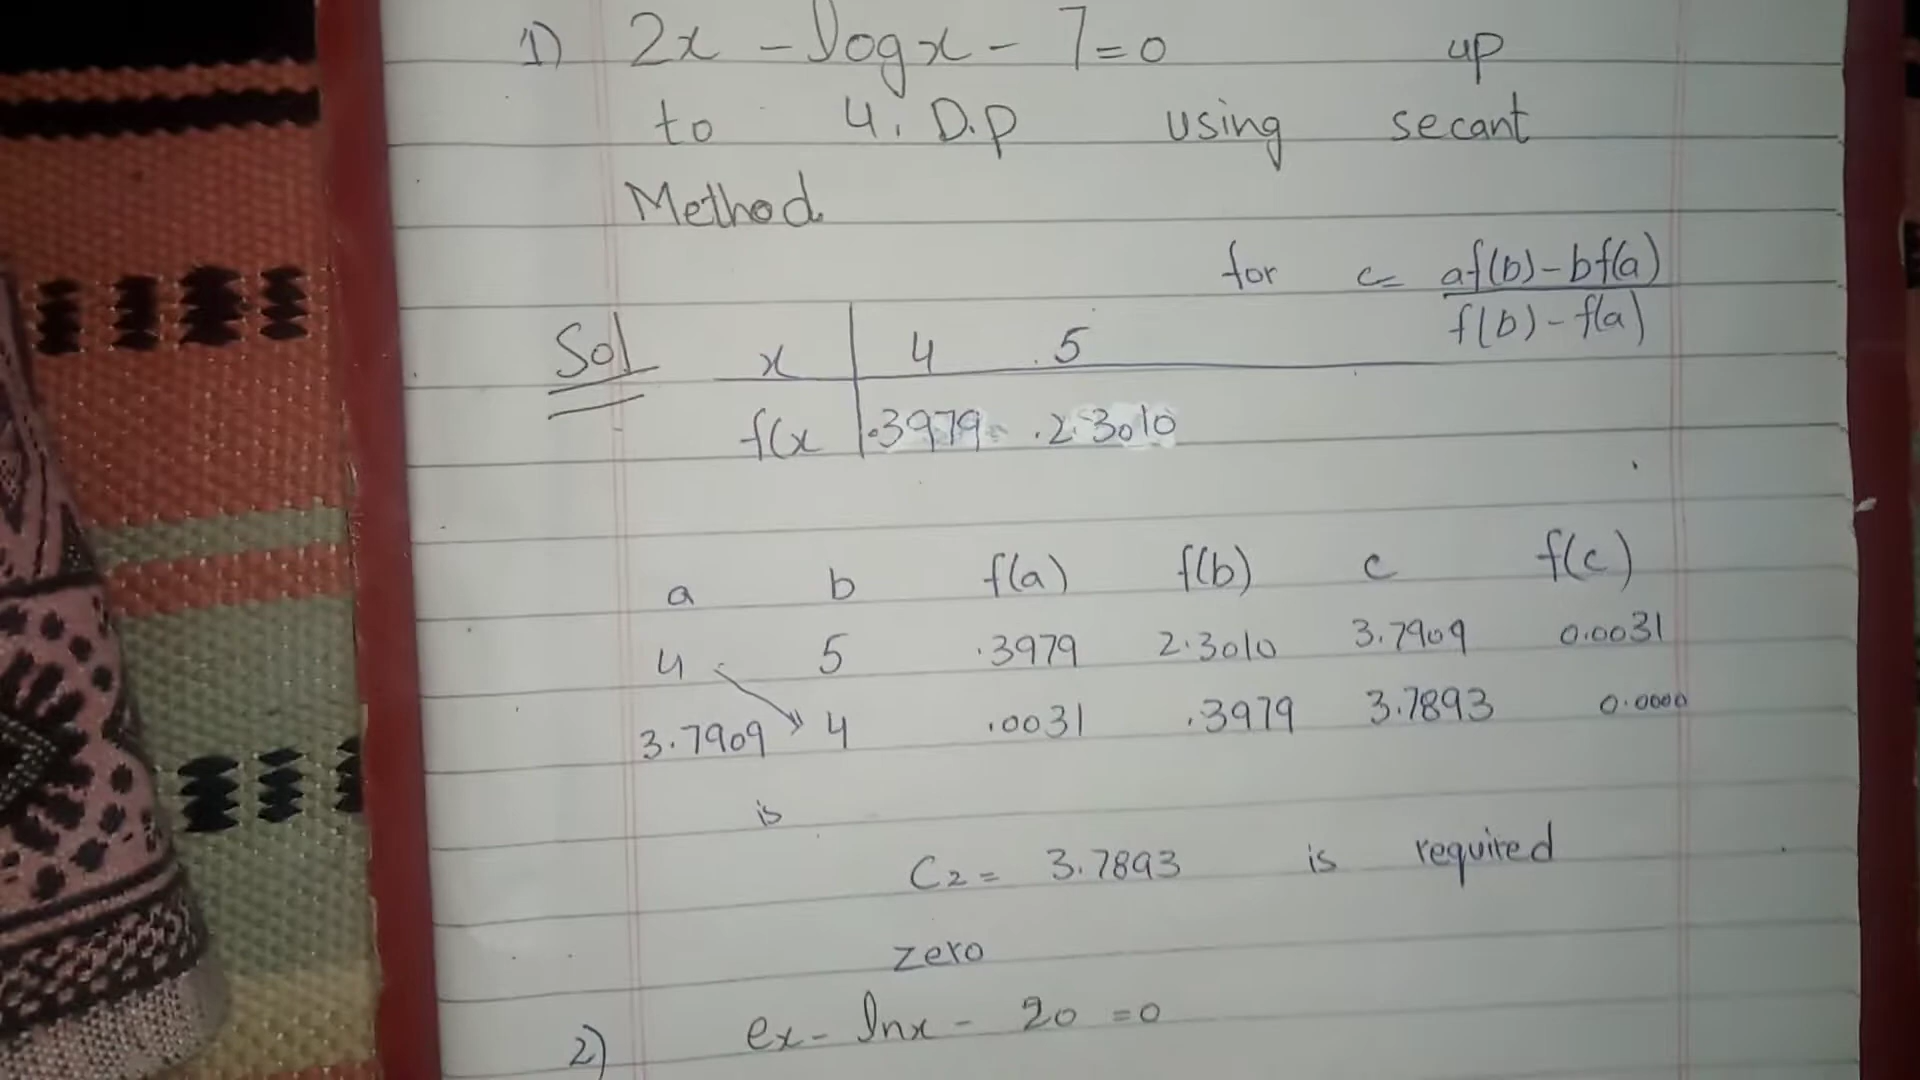 1) 2x - logx - 7 = 0 up
to 4. D.p using secant
Method
for c = af(b) - bf(a)
f(b) - f(a)
Sol x 4 5
f(x .3979 2.3010
a b f(a) f(b) c f(c)
4 5 .3979 2.3010 3.7909 0.0031
3.7909 4 .0031 .3979 3.7893 0.0000
is
C2 = 3.7893 is required
zero
2) ex - lnx - 20 = 0